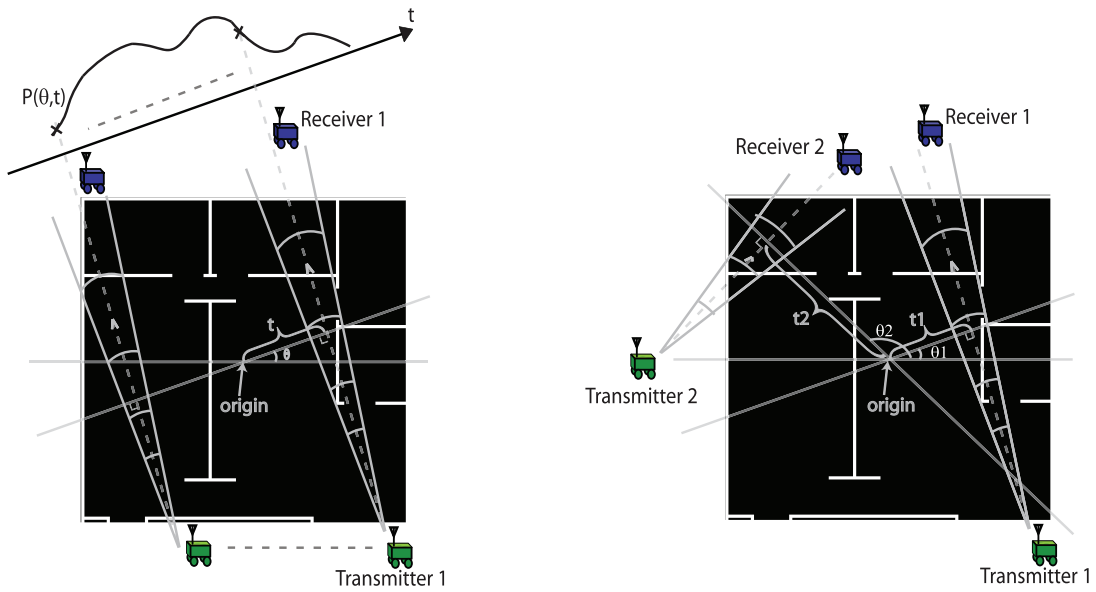 t
P(θ,t)
Receiver 1
t
θ
origin
Transmitter 1
Receiver 1
Receiver 2
t2
θ2
t1
θ1
origin
Transmitter 2
Transmitter 1